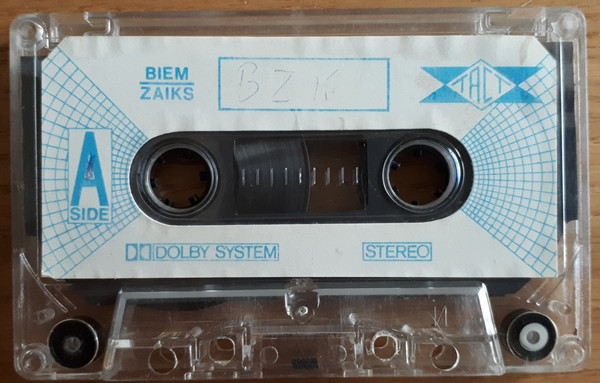 BIEM
ZAIKS
BZK
TACT
A
SIDE
DOLBY SYSTEM
STEREO